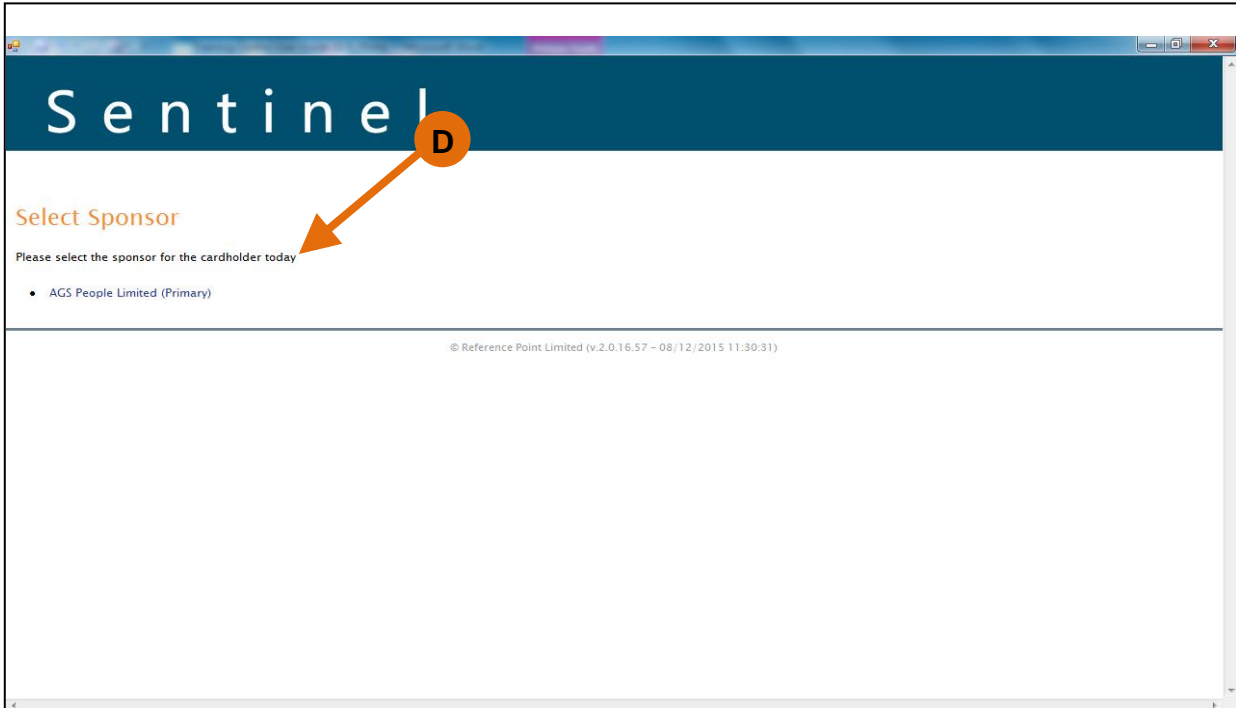 Sentinel
D
Select Sponsor
Please select the sponsor for the cardholder today
AGS People Limited (Primary)
© Reference Point Limited (v.2.0.16.57 – 08/12/2015 11:30:31)